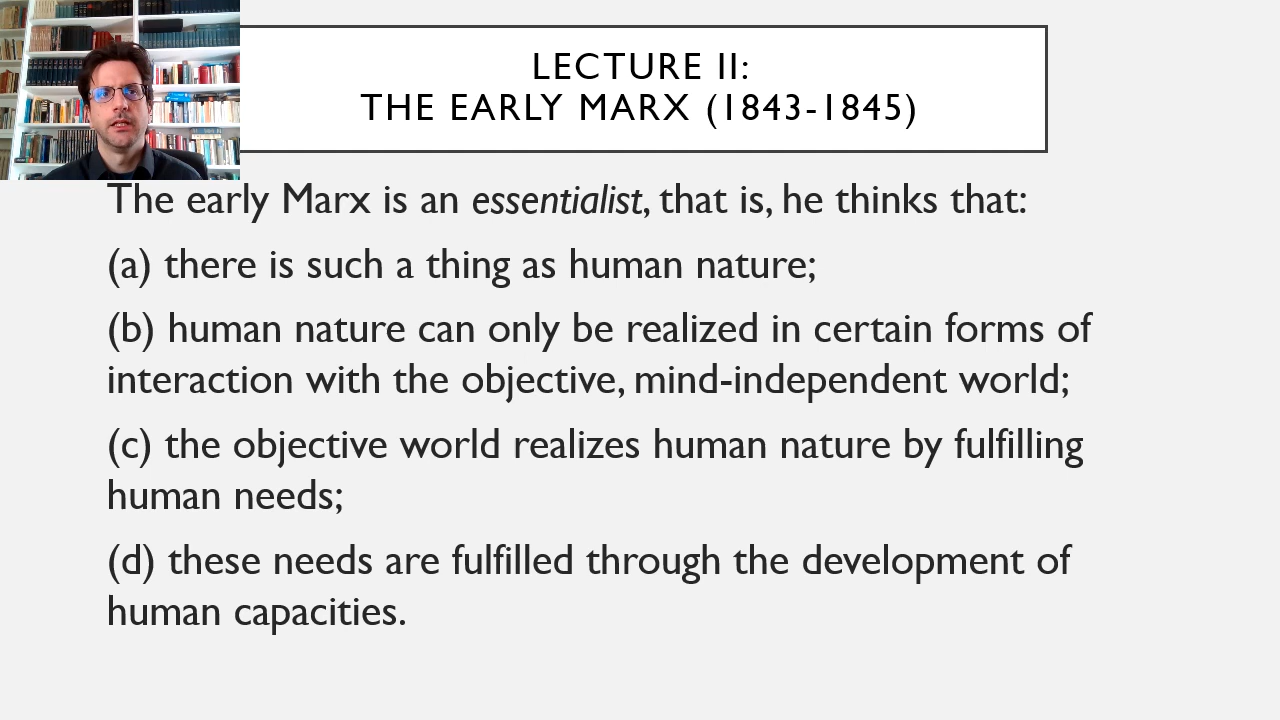 LECTURE II:
THE EARLY MARX (1843-1845)
The early Marx is an essentialist, that is, he thinks that:
(a) there is such a thing as human nature;
(b) human nature can only be realized in certain forms of
interaction with the objective, mind-independent world;
(c) the objective world realizes human nature by fulfilling
human needs;
(d) these needs are fulfilled through the development of
human capacities.